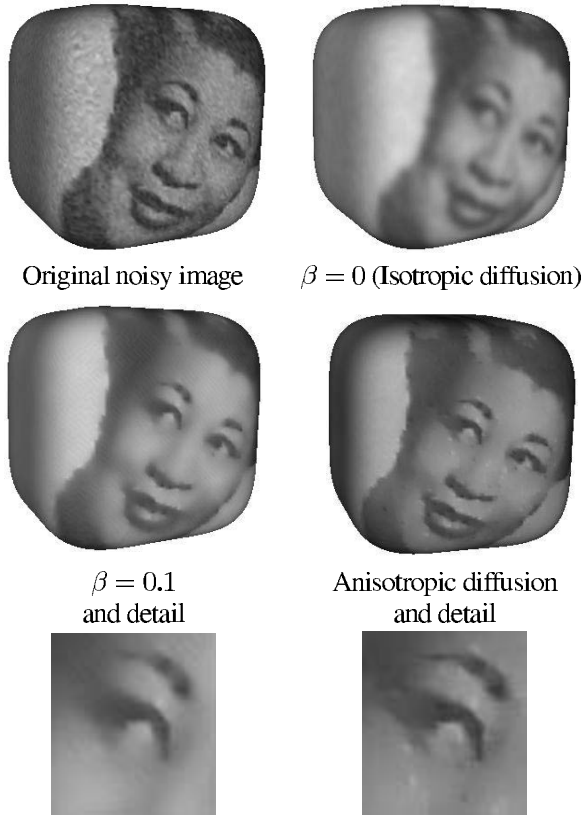 Original noisy image
β = 0 (Isotropic diffusion)
β = 0.1
and detail
Anisotropic diffusion
and detail